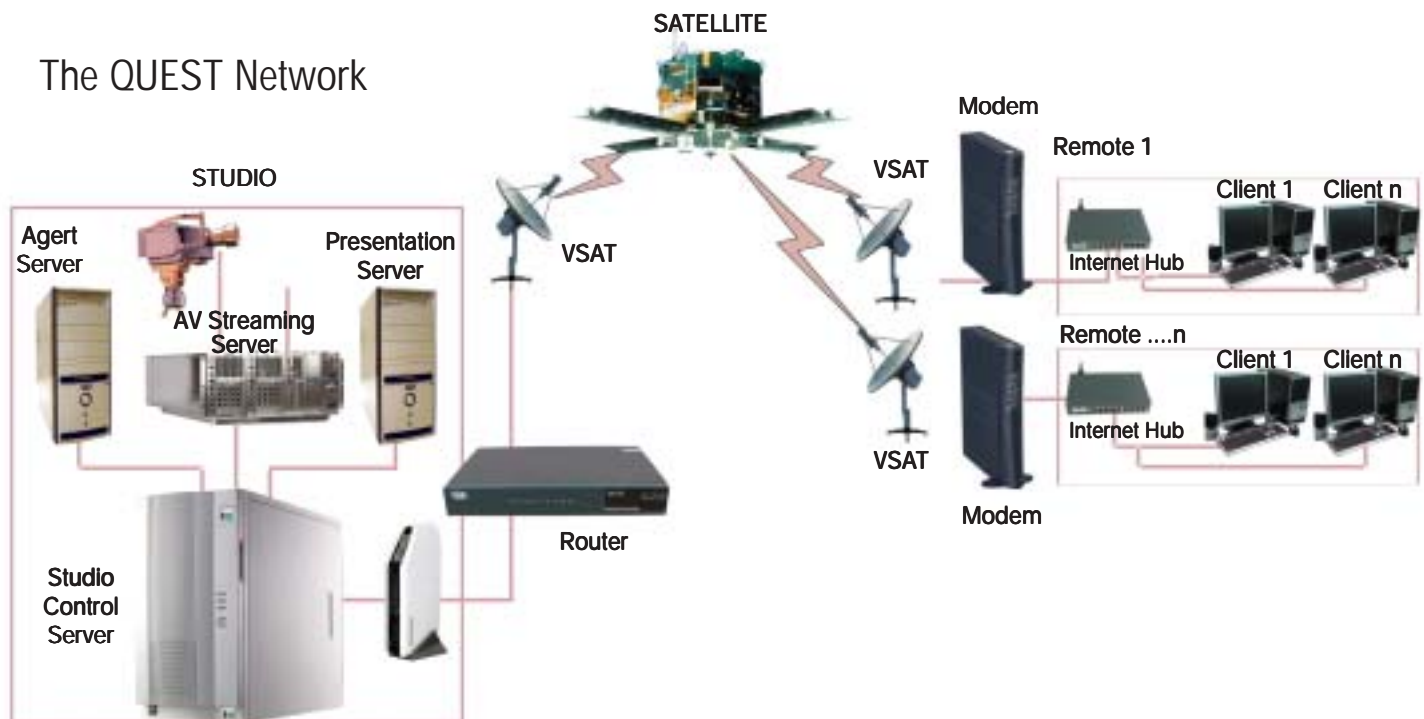 The QUEST Network
SATELLITE
STUDIO
Agert
Server
AV Streaming
Server
Presentation
Server
Studio
Control
Server
Router
VSAT
VSAT
VSAT
Modem
Remote 1
Internet Hub
Client 1
Client n
Remote ....n
Internet Hub
Client 1
Client n
Modem